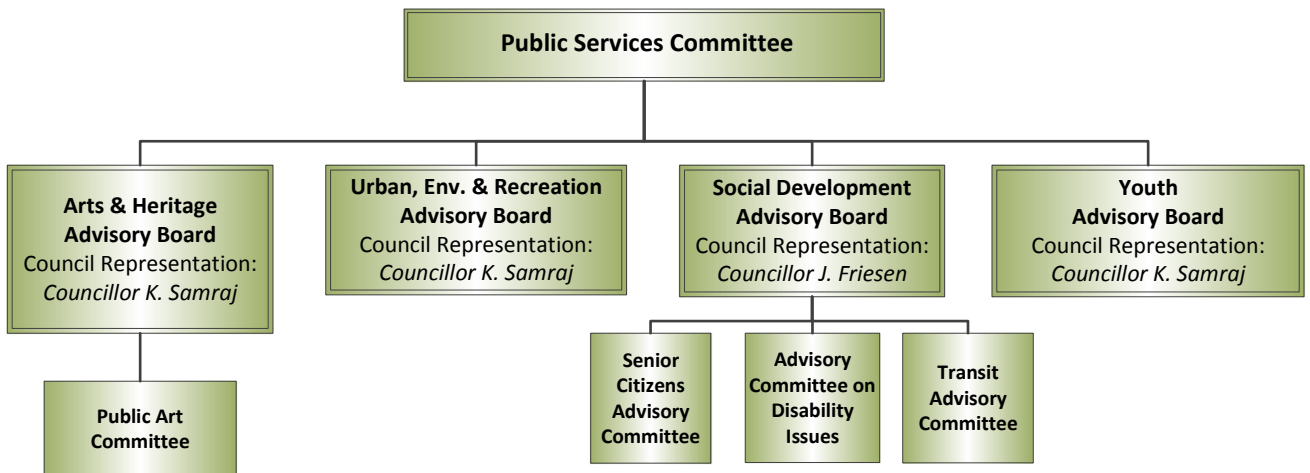 Public Services Committee
Arts & Heritage
Advisory Board
Council Representation:
Councillor K. Samraj
Urban, Env. & Recreation
Advisory Board
Council Representation:
Councillor K. Samraj
Social Development
Advisory Board
Council Representation:
Councillor J. Friesen
Youth
Advisory Board
Council Representation:
Councillor K. Samraj
Public Art
Committee
Senior
Citizens
Advisory
Committee
Advisory
Committee on
Disability
Issues
Transit
Advisory
Committee